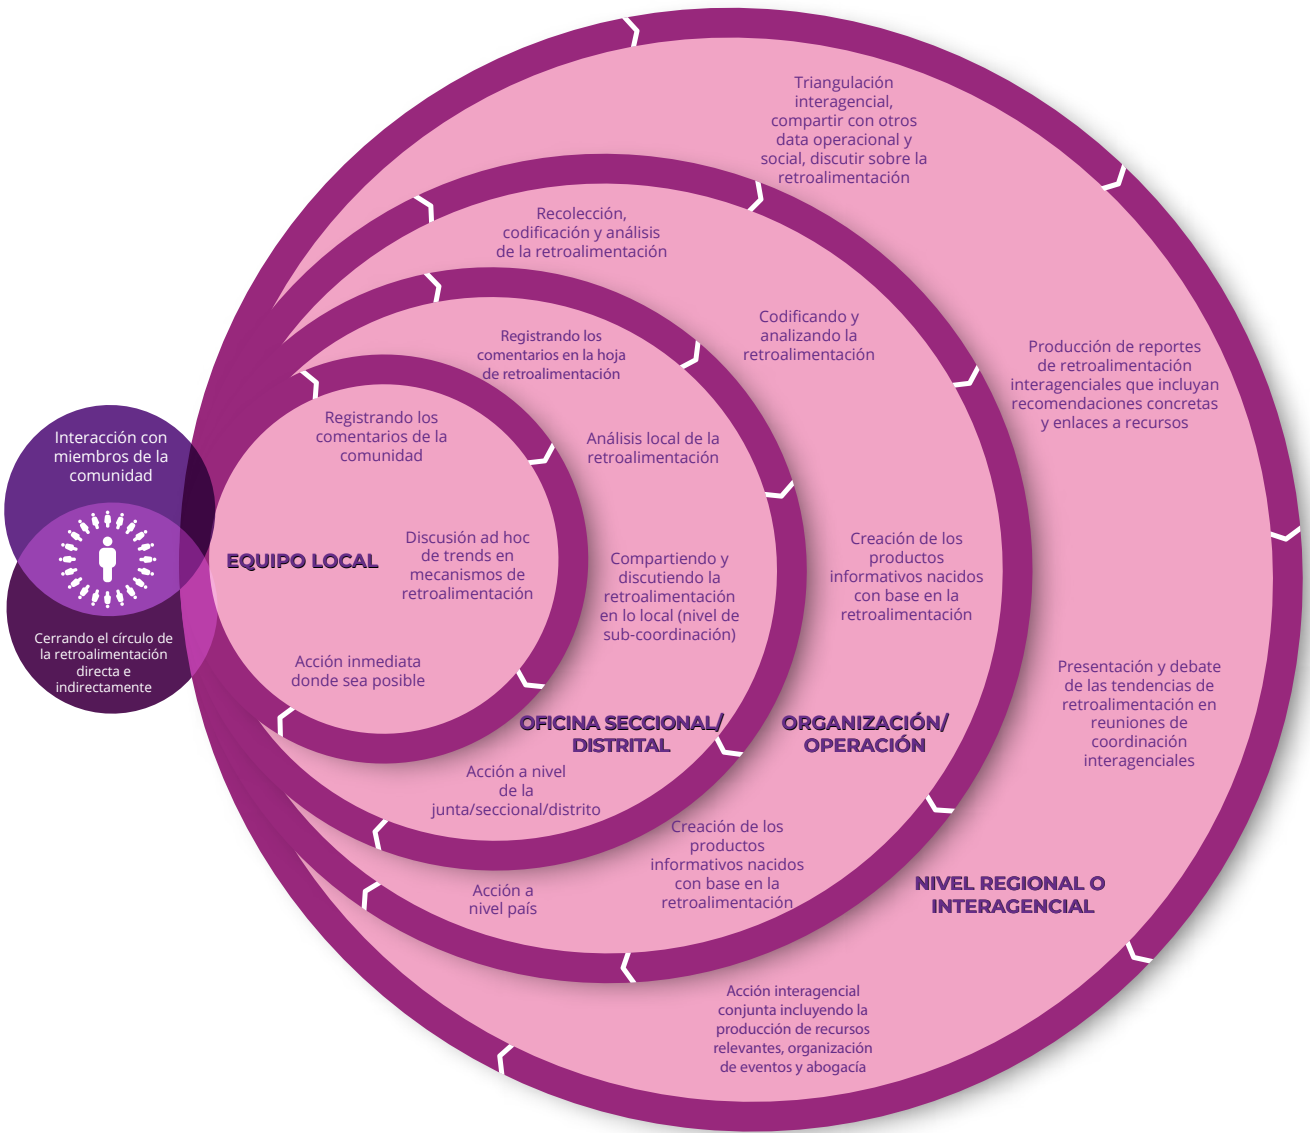 Interacción con
miembros de la
comunidad
Cerrando el círculo de
la retroalimentación
directa e
indirectamente
EQUIPO LOCAL
Registrando los
comentarios de la
comunidad
Discusión ad hoc
de trends en
mecanismos de
retroalimentación
Acción inmediata
donde sea posible
OFICINA SECCIONAL/
DISTRITAL
Registrando los
comentarios en la hoja
de retroalimentación
Análisis local de la
retroalimentación
Compartiendo y
discutiendo la
retroalimentación
en lo local (nivel de
sub-coordinación)
Acción a nivel
de la
junta/seccional/distrito
ORGANIZACIÓN/
OPERACIÓN
Recolección,
codificación y análisis
de la retroalimentación
Codificando y
analizando la
retroalimentación
Creación de los
productos
informativos nacidos
con base en la
retroalimentación
Creación de los
productos
informativos nacidos
con base en la
retroalimentación
Acción a
nivel país
NIVEL REGIONAL O
INTERAGENCIAL
Triangulación
interagencial,
compartir con otros
data operacional y
social, discutir sobre la
retroalimentación
Producción de reportes
de retroalimentación
interagenciales que incluyan
recomendaciones concretas
y enlaces a recursos
Presentación y debate
de las tendencias de
retroalimentación en
reuniones de
coordinación
interagenciales
Acción interagencial
conjunta incluyendo la
producción de recursos
relevantes, organización
de eventos y abogacía